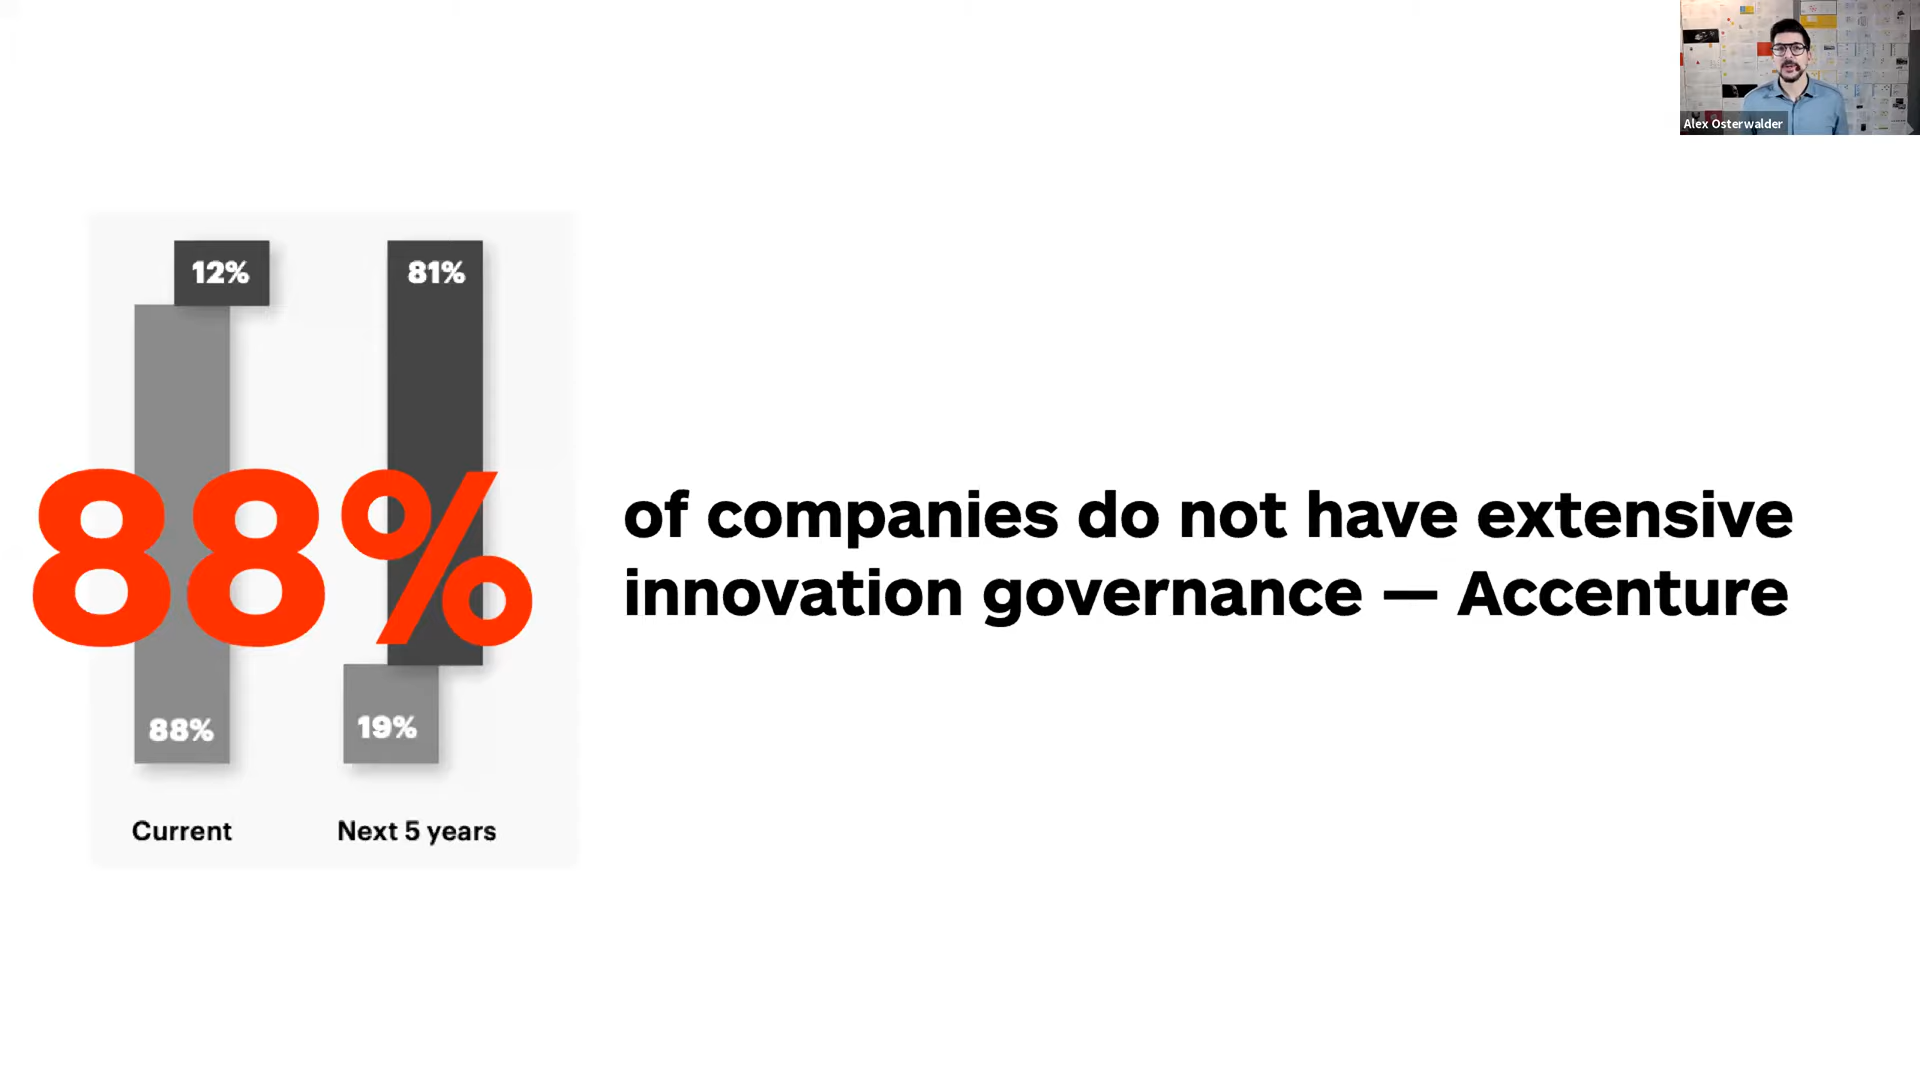 Alex Osterwalder
12%
81%
88%
of companies do not have extensive
innovation governance — Accenture
88%
19%
Current
Next 5 years